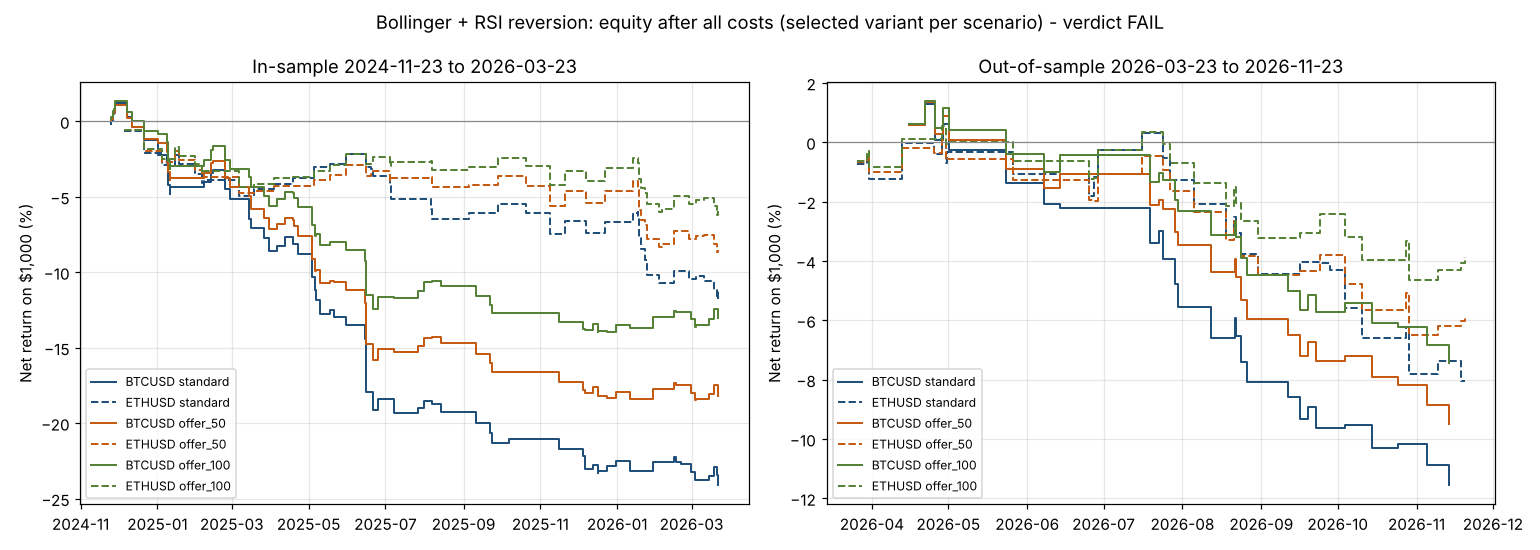 Bollinger + RSI reversion: equity after all costs (selected variant per scenario) - verdict FAIL
In-sample 2024-11-23 to 2026-03-23
Net return on $1,000 (%)
0
−5
−10
−15
−20
−25
BTCUSD standard
ETHUSD standard
BTCUSD offer_50
ETHUSD offer_50
BTCUSD offer_100
ETHUSD offer_100
2024-11
2025-01
2025-03
2025-05
2025-07
2025-09
2025-11
2026-01
2026-03
Out-of-sample 2026-03-23 to 2026-11-23
Net return on $1,000 (%)
2
0
−2
−4
−6
−8
−10
−12
BTCUSD standard
ETHUSD standard
BTCUSD offer_50
ETHUSD offer_50
BTCUSD offer_100
ETHUSD offer_100
2026-04
2026-05
2026-06
2026-07
2026-08
2026-09
2026-10
2026-11
2026-12